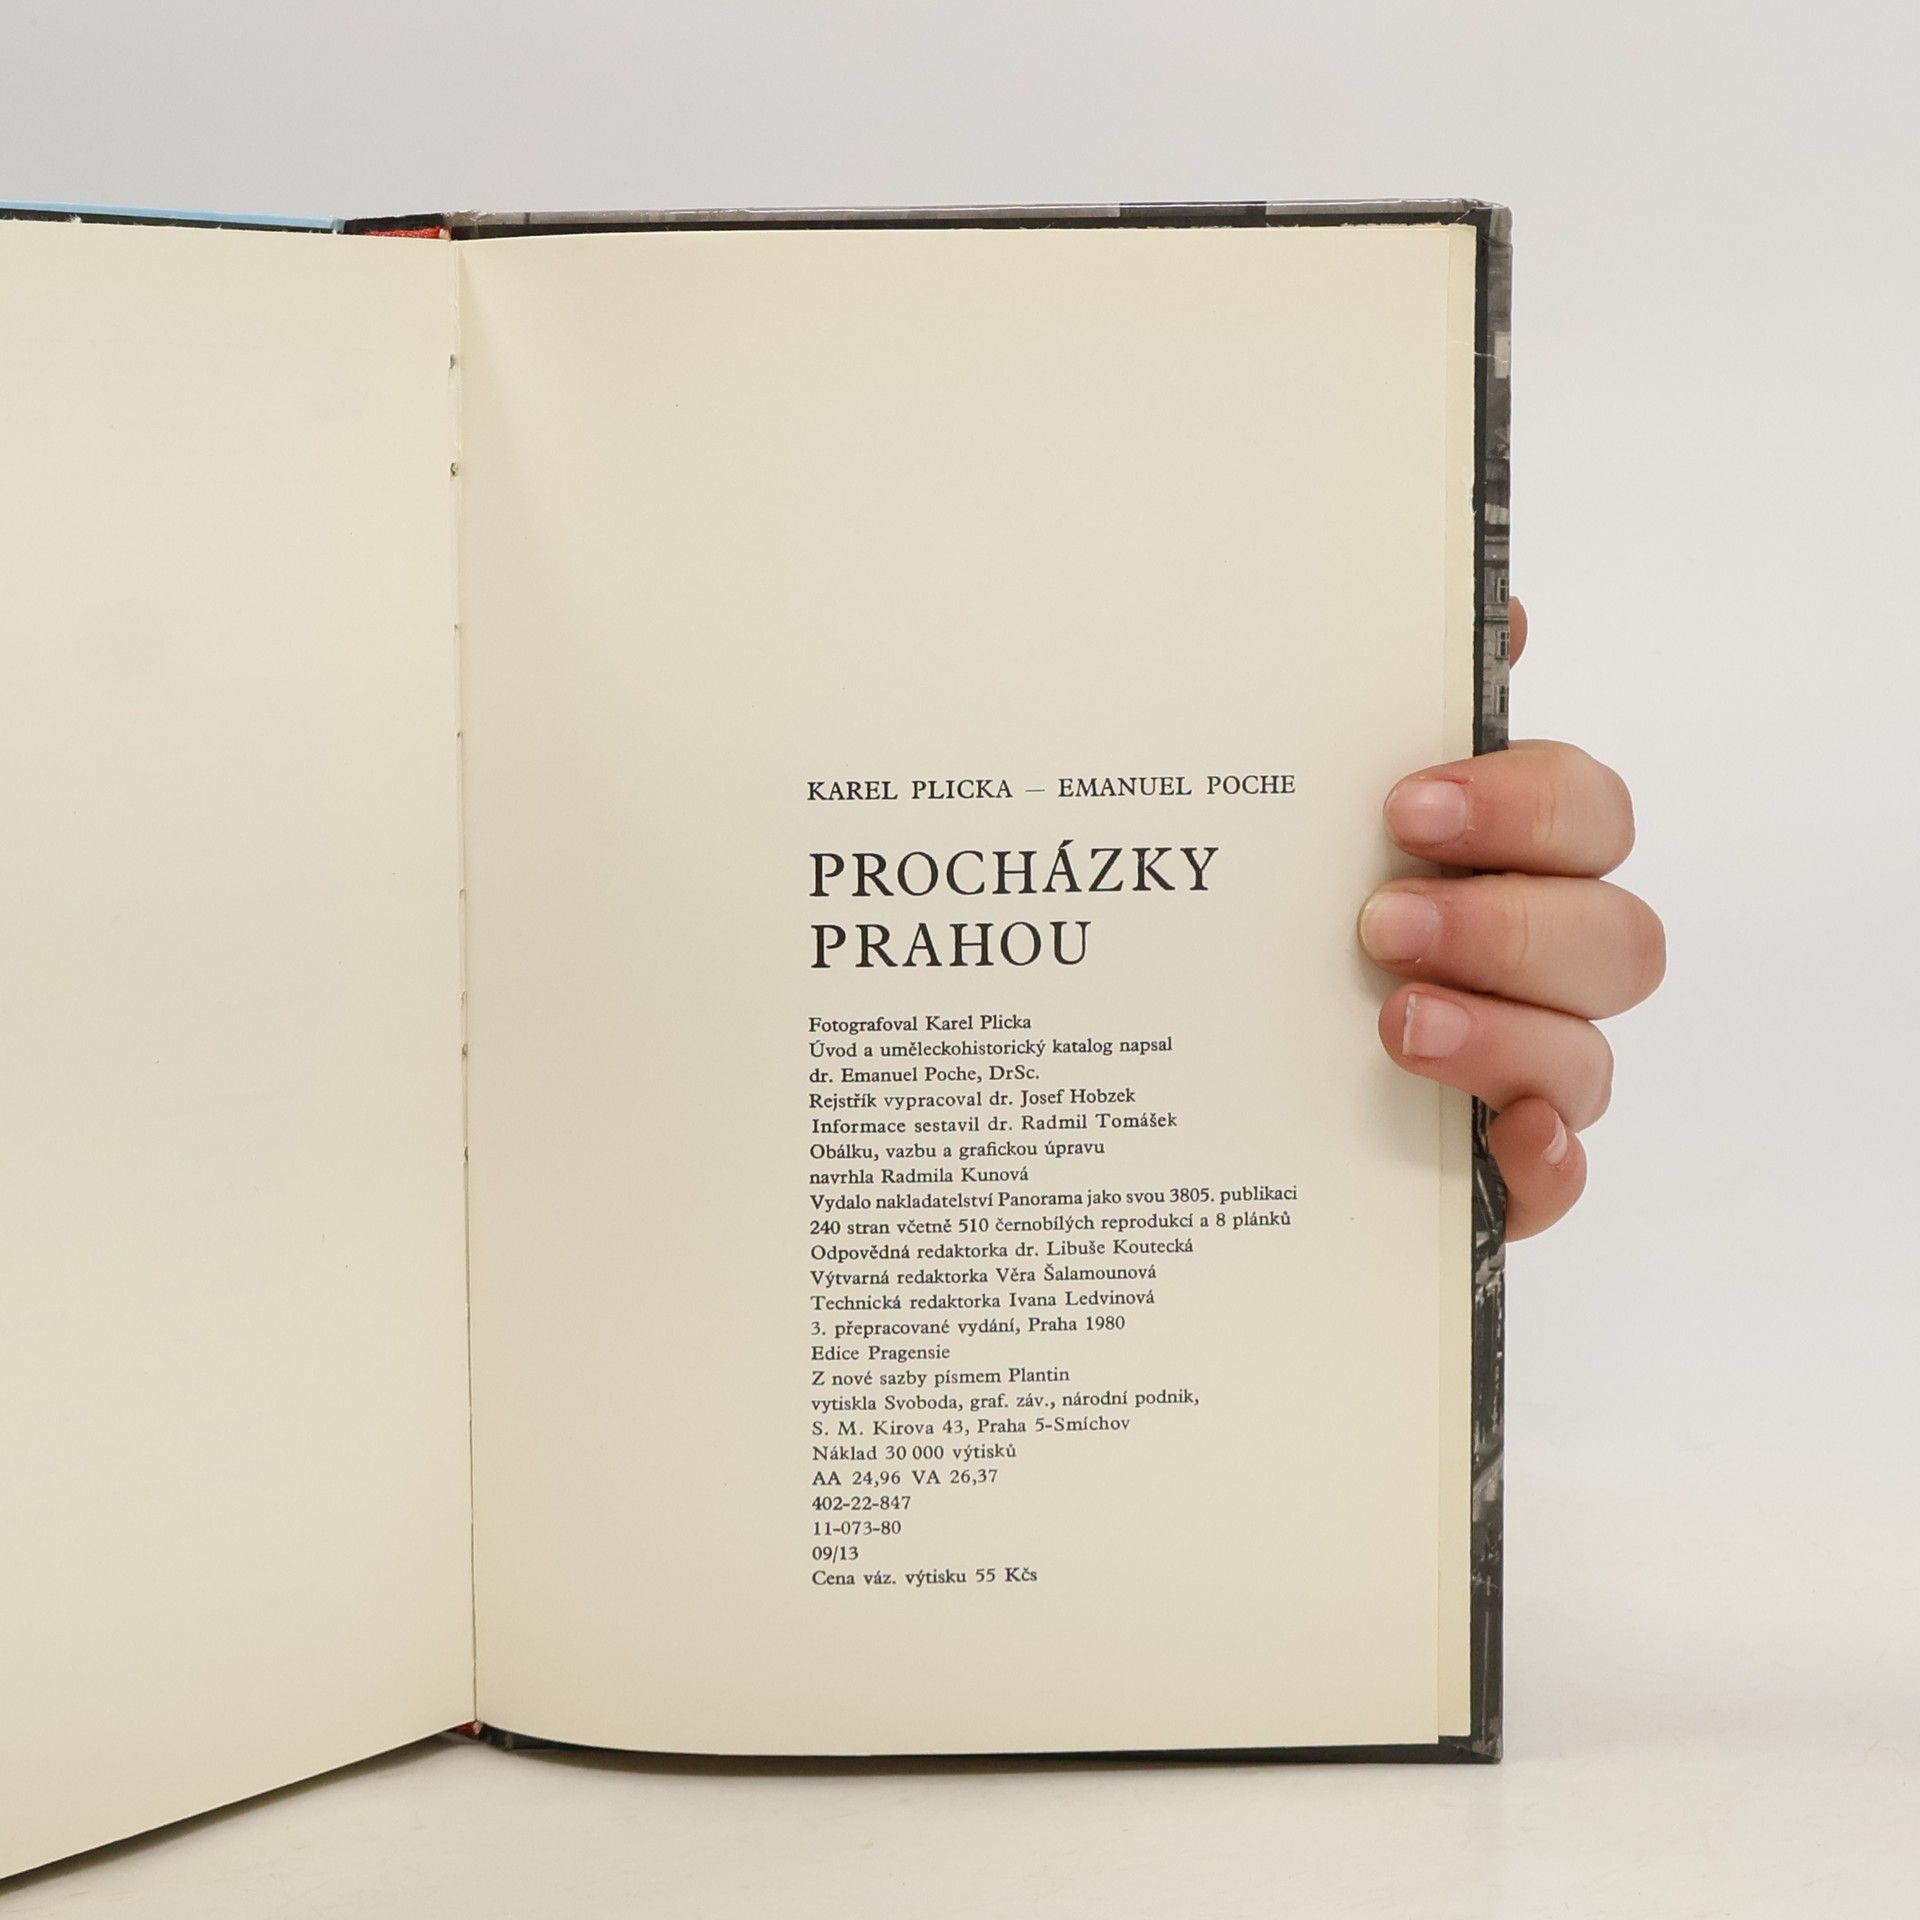 KAREL PLICKA — EMANUEL POCHE
PROCHÁZKY
PRAHOU
Fotografoval Karel Plicka
Úvod a uměleckohistorický katalog napsal
dr. Emanuel Poche, DrSc.
Rejstřík vypracoval dr. Josef Hobzek
Informace sestavil dr. Radmil Tomášek
Obálku, vazbu a grafickou úpravu
navrhla Radmila Kunová
Vydalo nakladatelství Panorama jako svou 3805. publikaci
240 stran včetně 510 černobílých reprodukcí a 8 plánků
Odpovědná redaktorka dr. Libuše Koutecká
Výtvarná redaktorka Věra Šalamounová
Technická redaktorka Ivana Ledvinová
3. přepracované vydání, Praha 1980
Edice Pragensie
Z nové sazby písmem Plantin
vytiskla Svoboda, graf. záv., národní podnik,
S. M. Kirova 43, Praha 5-Smíchov
Náklad 30 000 výtisků
AA 24,96 VA 26,37
402-22-847
11-073-80
09/13
Cena váz. výtisku 55 Kčs